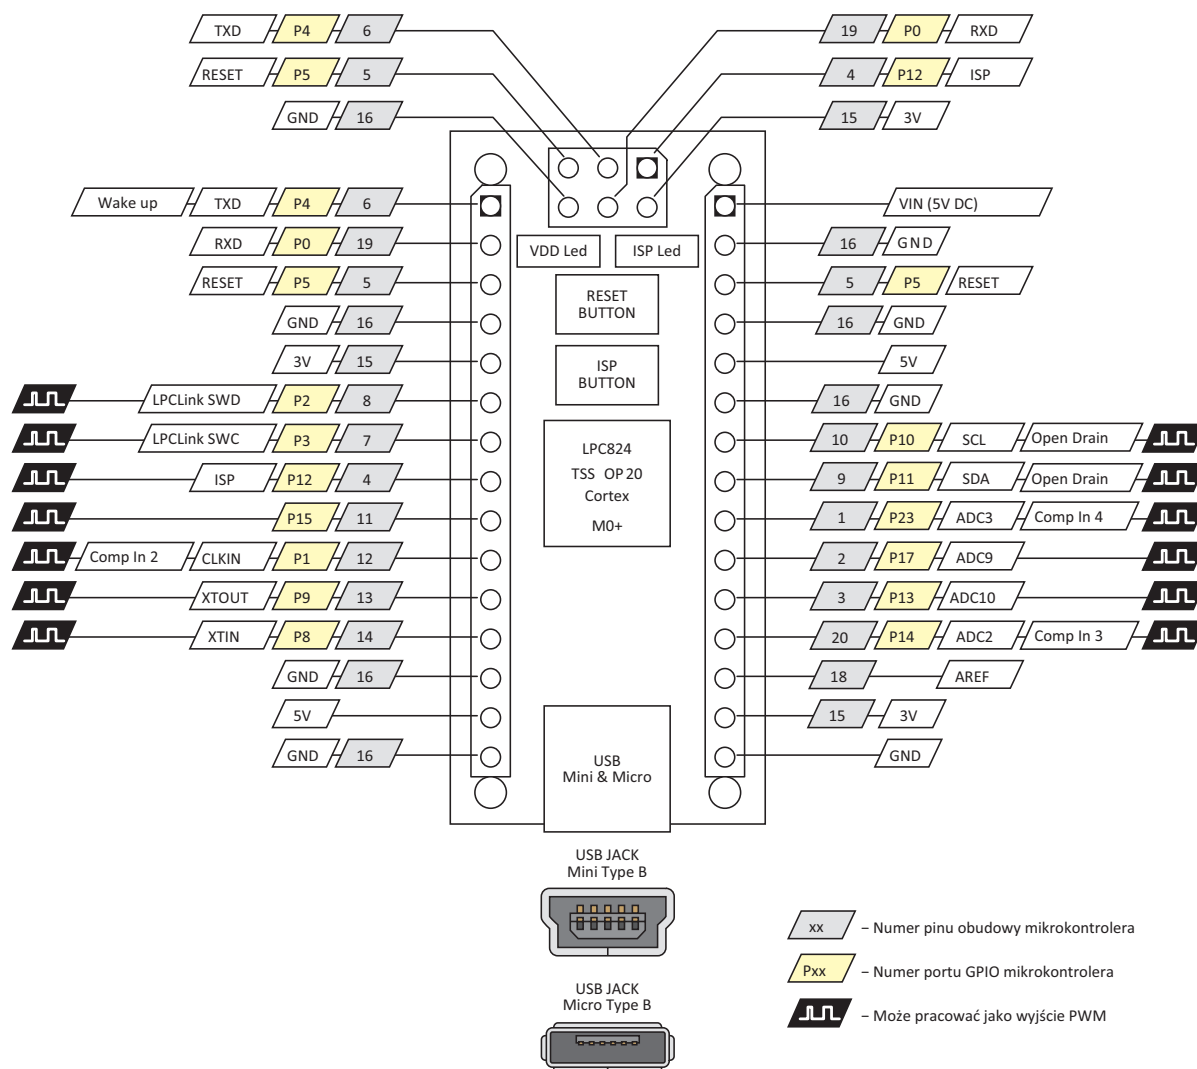 TXD P4 6
19 P0 RXD
RESET P5 5
4 P12 ISP
GND 16
15 3V
Wake up TXD P4 6
VIN (5V DC)
RXD P0 19
16 GND
RESET P5 5
5 P5 RESET
GND 16
16 GND
3V 15
5V
LPCLink SWD P2 8
16 GND
LPCLink SWC P3 7
10 P10 SCL Open Drain
ISP P12 4
9 P11 SDA Open Drain
P15 11
1 P23 ADC3 Comp In 4
Comp In 2 CLKIN P1 12
2 P17 ADC9
XTOUT P9 13
3 P13 ADC10
XTIN P8 14
20 P14 ADC2 Comp In 3
GND 16
18 AREF
5V
15 3V
GND 16
GND
VDD Led
ISP Led
RESET
BUTTON
ISP
BUTTON
LPC824
TSS OP 20
Cortex
M0+
USB
Mini & Micro
USB JACK
Mini Type B
USB JACK
Micro Type B
xx – Numer pinu obudowy mikrokontrolera
Pxx – Numer portu GPIO mikrokontrolera
– Może pracować jako wyjście PWM